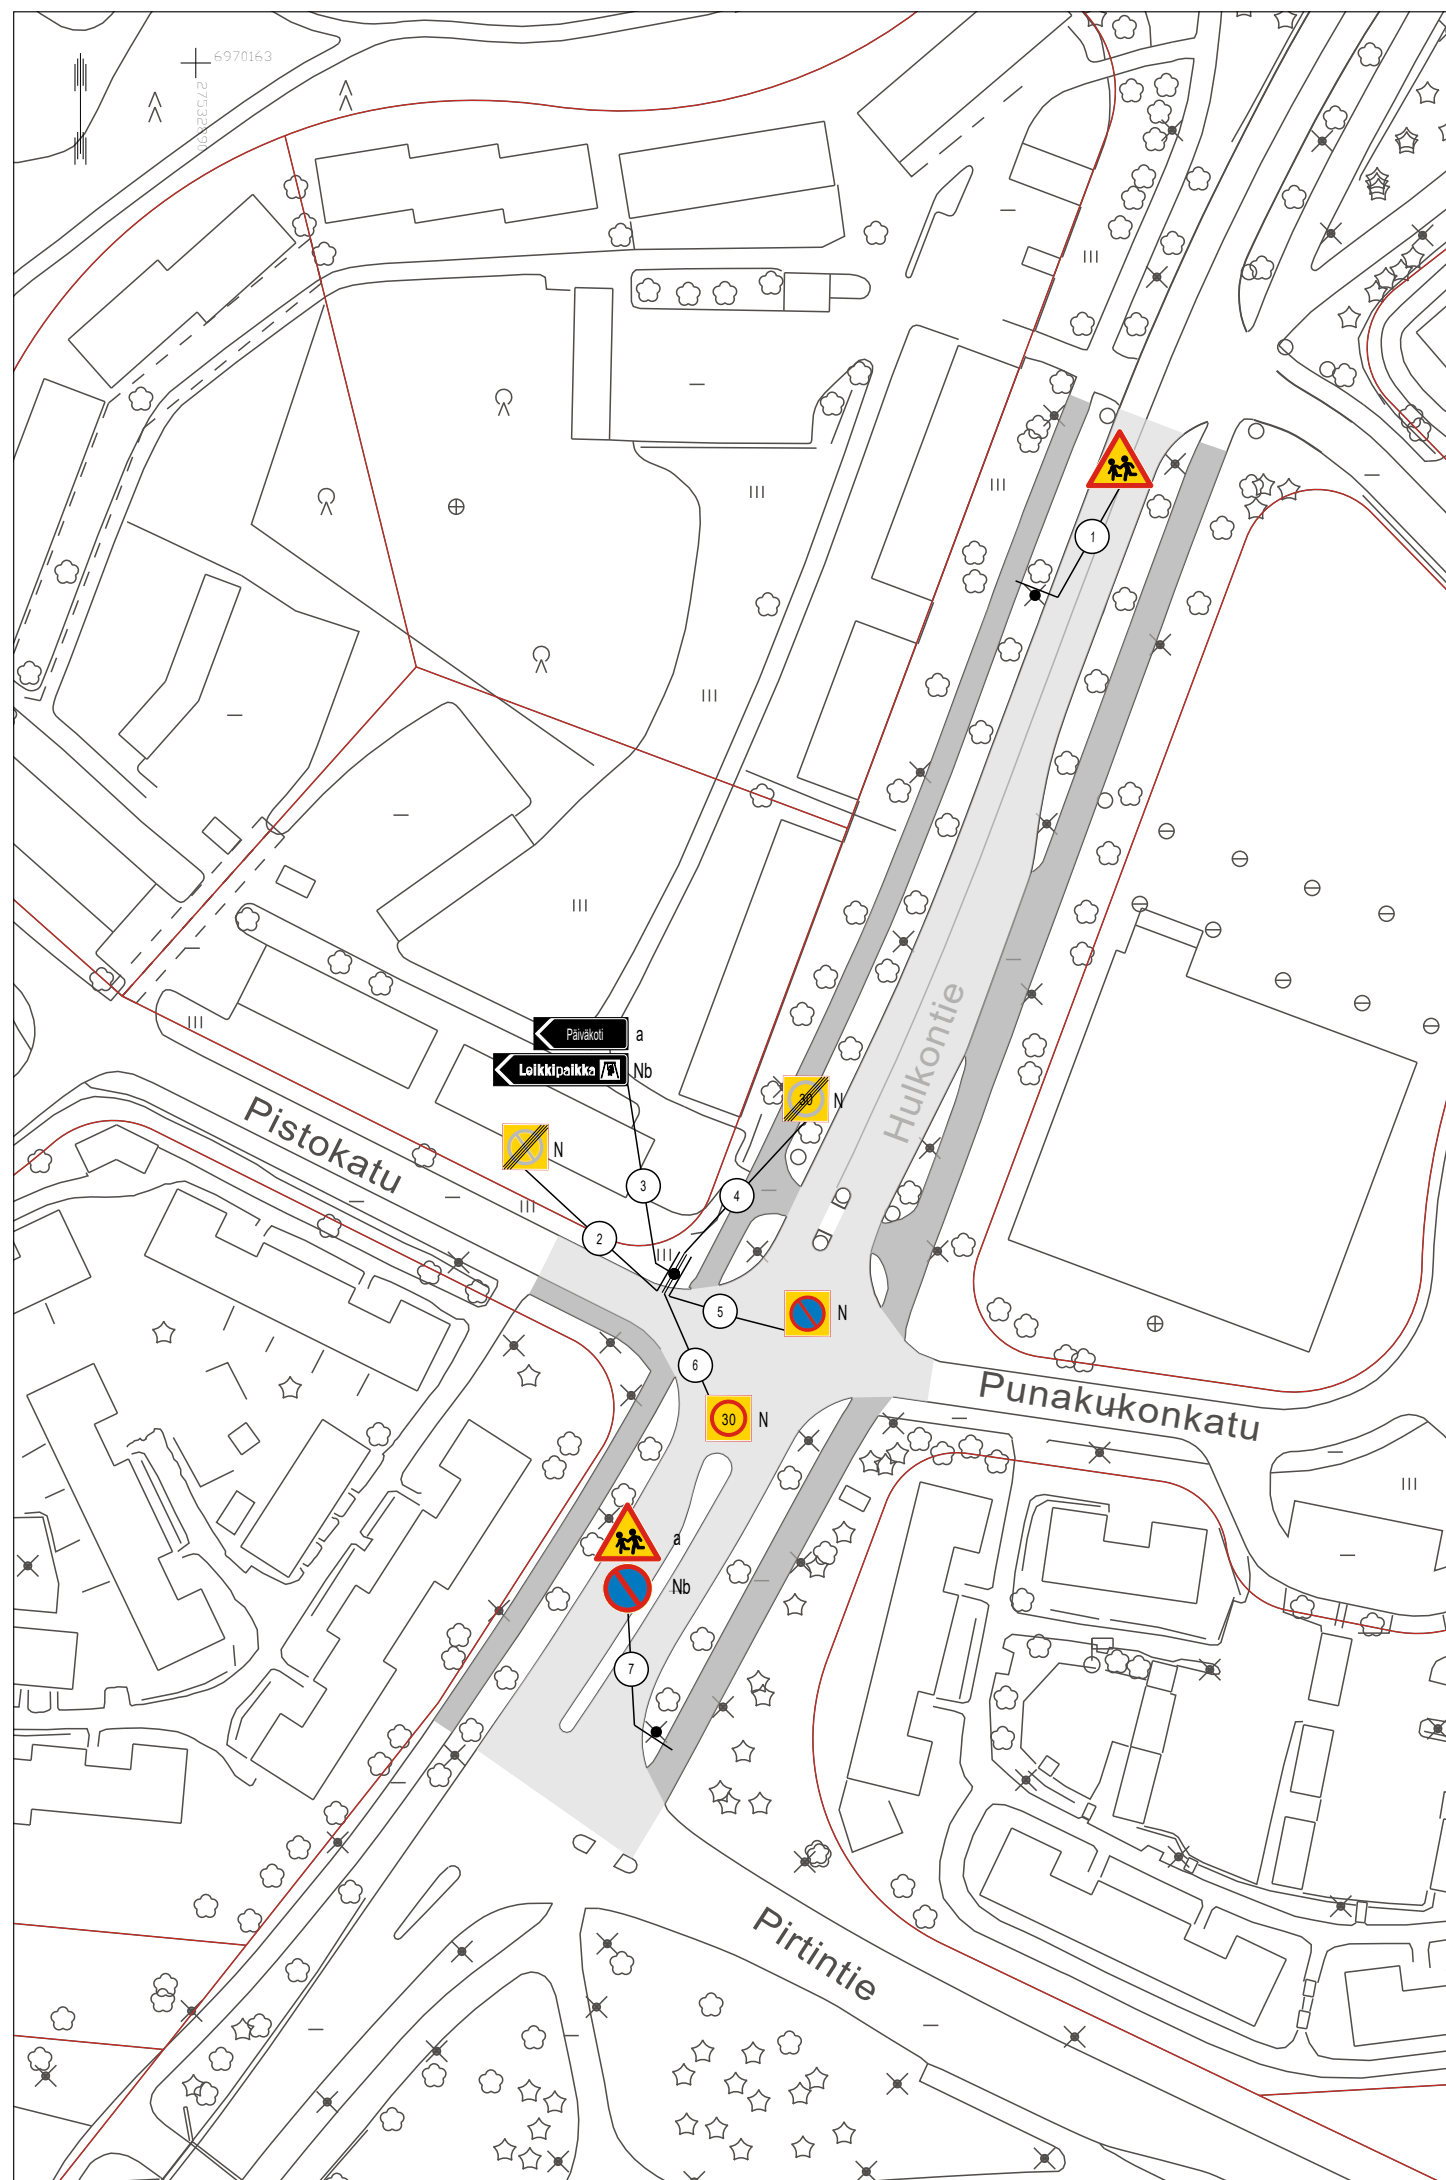 6970163
1
Päiväkoti a
Leikkipaikka Nb
N
30 N
Hulkontie
Pistokatu
3
4
2
5
N
6
Punakukonkatu
30 N
a
Nb
7
Pirtintie